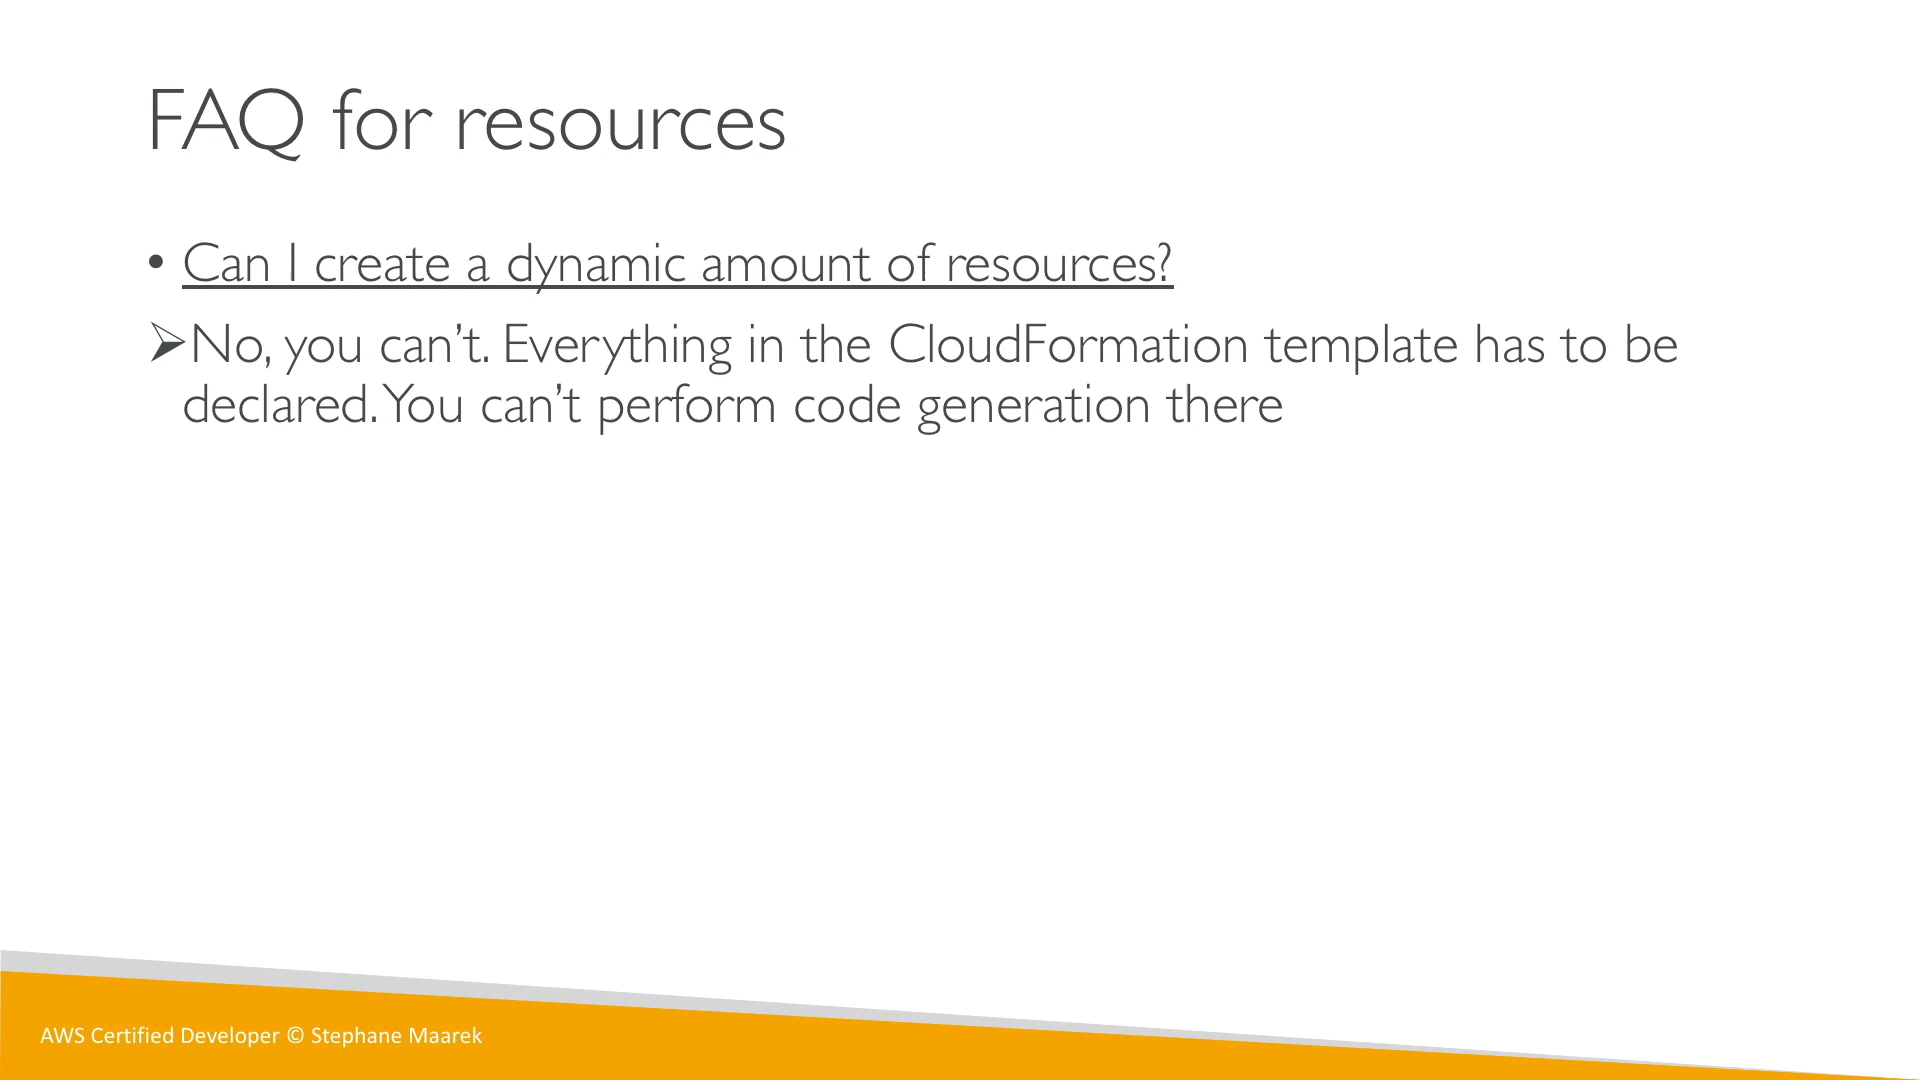 FAQ for resources
• Can I create a dynamic amount of resources?
➢No, you can’t. Everything in the CloudFormation template has to be
declared. You can’t perform code generation there
AWS Certified Developer © Stephane Maarek